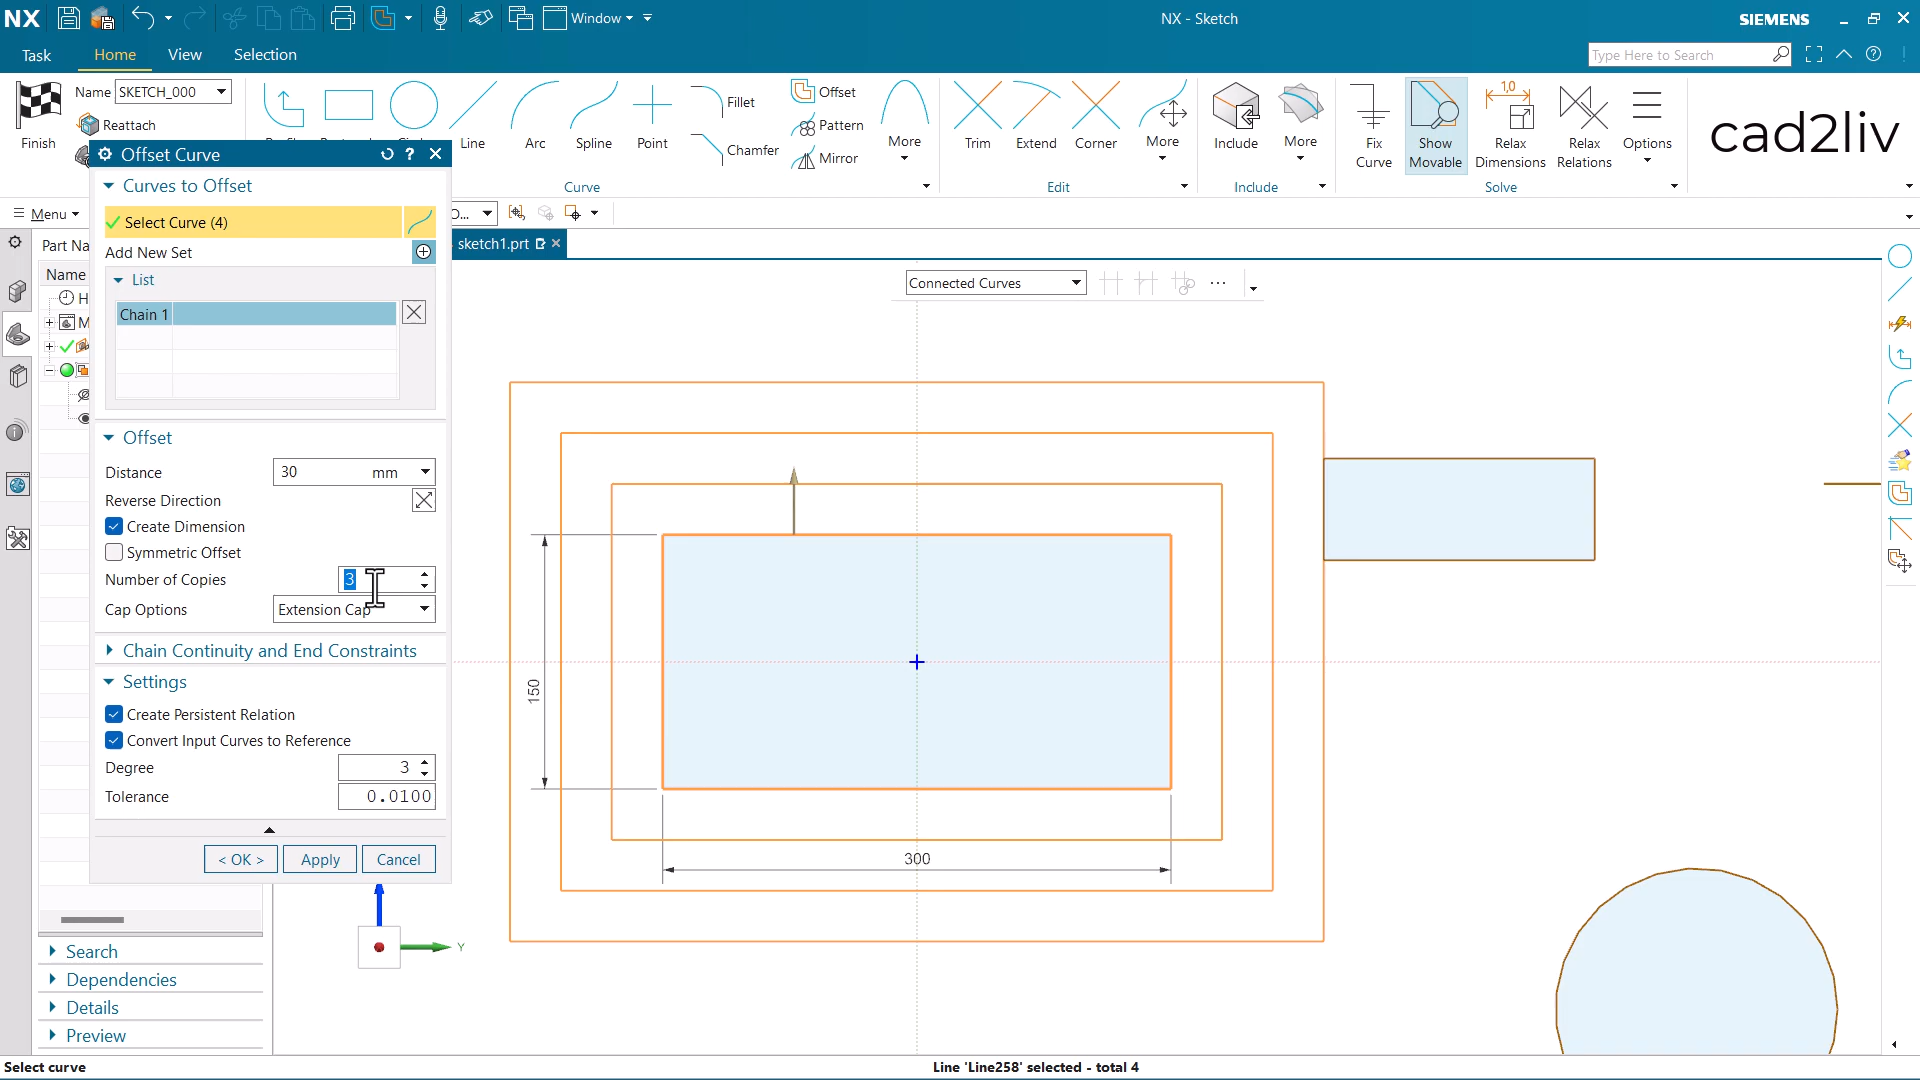 NX
Window
NX - Sketch
SIEMENS
Task
Home
View
Selection
Type Here to Search
Finish
Name
SKETCH_000
Reattach
Line
Arc
Spline
Point
Fillet
Chamfer
Offset
Pattern
Mirror
More
Trim
Extend
Corner
More
Include
More
Fix
Curve
Show
Movable
1,0
Relax
Dimensions
Relax
Relations
Options
cad2liv
Curve
Edit
Include
Solve
Menu
O...
Part Na
Name
H
M
sketch1.prt
Connected Curves
Offset Curve
Curves to Offset
Select Curve (4)
Add New Set
List
Chain 1
Offset
Distance
30
mm
Reverse Direction
Create Dimension
Symmetric Offset
Number of Copies
3
Cap Options
Extension Cap
Chain Continuity and End Constraints
Settings
Create Persistent Relation
Convert Input Curves to Reference
Degree
3
Tolerance
0.0100
< OK >
Apply
Cancel
150
300
Y
Search
Dependencies
Details
Preview
Select curve
Line 'Line258' selected - total 4